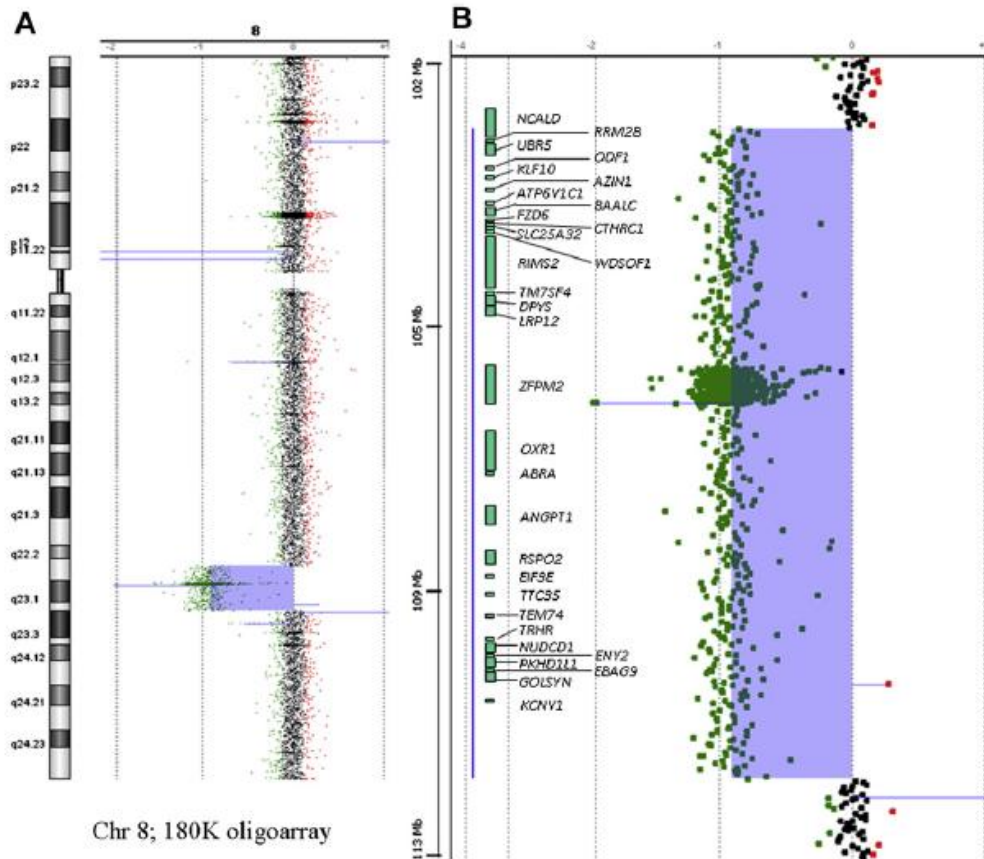 A
8
-2
-1
0
+1
p23.2
p22
p21.2
p12
p11.22
q11.22
q12.1
q12.3
q13.2
q21.11
q21.13
q21.3
q22.2
q23.1
q23.3
q24.12
q24.21
q24.23
Chr 8; 180K oligoarray
B
-4
-2
-1
0
102 Mb
105 Mb
109 Mb
113 Mb
NCALD
RRM2B
UBR5
ODF1
KLF10
AZIN1
ATP6V1C1
BAALC
FZD6
CTHRC1
SLC25A32
WDSOF1
RIMS2
TM7SF4
DPYS
LRP12
ZFPM2
OXR1
ABRA
ANGPT1
RSPO2
EIF3E
TTC35
TEM74
TRHR
NUDCD1
ENY2
PKHD1L1
EBAG9
GOLSYN
KCNV1